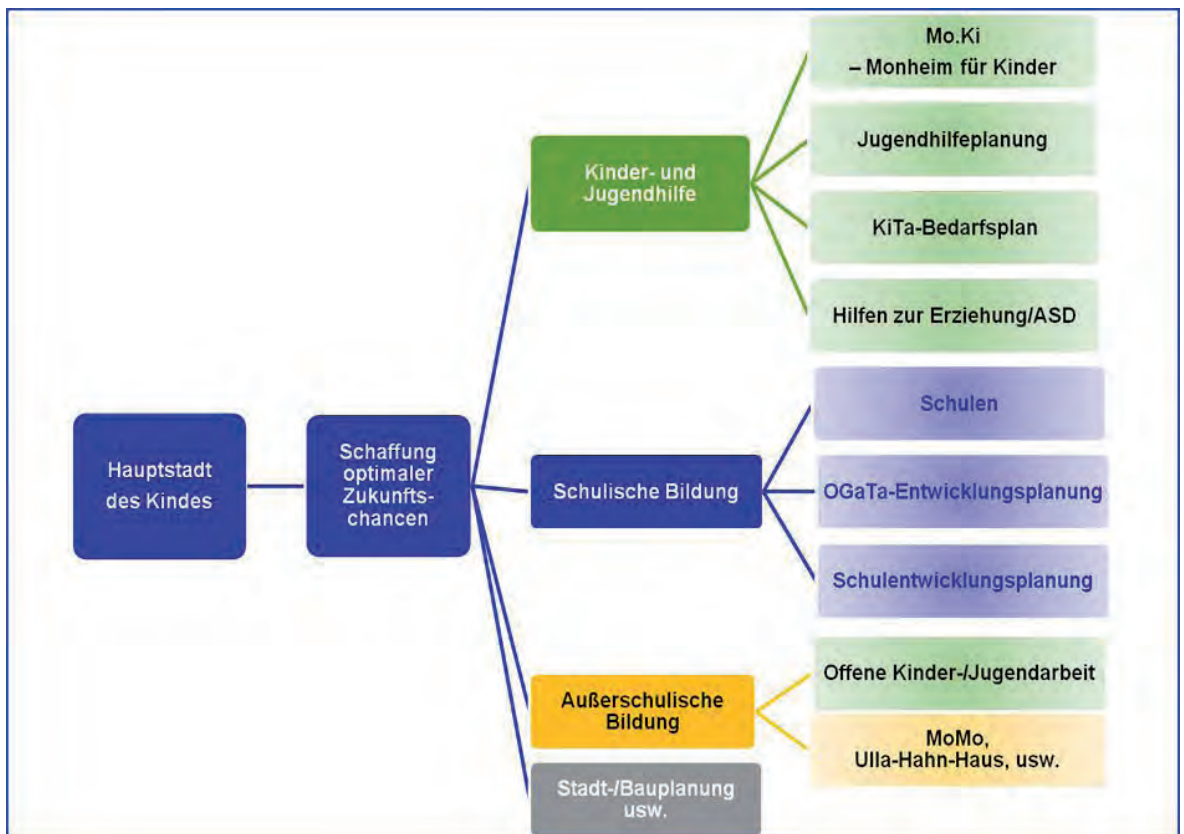 Hauptstadt
des Kindes
Schaffung
optimaler
Zukunfts-
chancen
Kinder- und
Jugendhilfe
Mo.Ki
– Monheim für Kinder
Jugendhilfeplanung
KiTa-Bedarfsplan
Hilfen zur Erziehung/ASD
Schulische Bildung
Schulen
OGaTa-Entwicklungsplanung
Schulentwicklungsplanung
Außerschulische
Bildung
Offene Kinder-/Jugendarbeit
MoMo,
Ulla-Hahn-Haus, usw.
Stadt-/Bauplanung
usw.